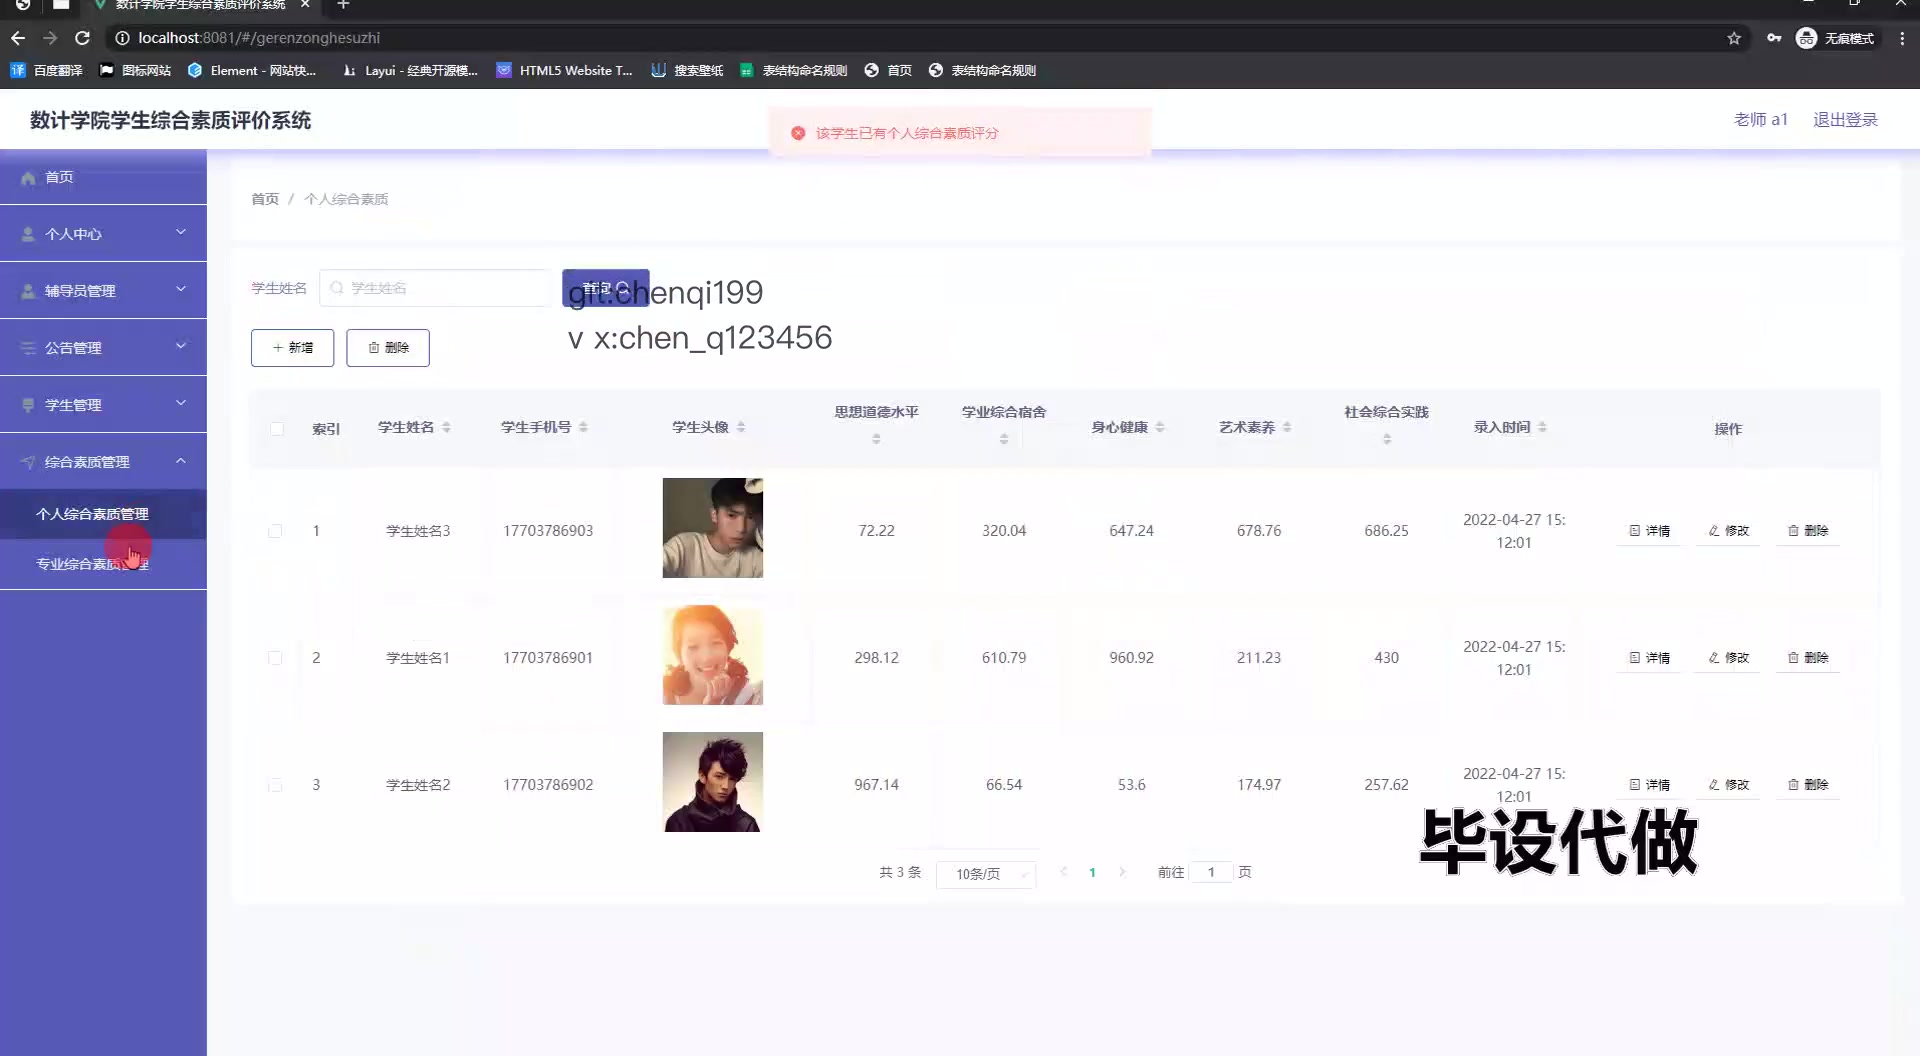 数计学院学生综合素质评价系统
localhost:8081/#/gerenzonghesuzhi
无痕模式
百度翻译
图标网站
Element - 网站快...
Layui - 经典开源模...
HTML5 Website T...
搜索壁纸
表结构命名规则
首页
表结构命名规则
数计学院学生综合素质评价系统
该学生已有个人综合素质评分
老师 a1
退出登录
首页
个人中心
辅导员管理
公告管理
学生管理
综合素质管理
个人综合素质管理
专业综合素质管理
首页 / 个人综合素质
学生姓名
学生姓名
查询
git:chenqi199
v x:chen_q123456
新增
删除
索引 学生姓名 学生手机号 学生头像 思想道德水平 学业综合宿舍 身心健康 艺术素养 社会综合实践 录入时间 操作
1 学生姓名3 17703786903 72.22 320.04 647.24 678.76 686.25 2022-04-27 15:
12:01
详情 修改 删除
2 学生姓名1 17703786901 298.12 610.79 960.92 211.23 430 2022-04-27 15:
12:01
详情 修改 删除
3 学生姓名2 17703786902 967.14 66.54 53.6 174.97 257.62 2022-04-27 15:
12:01
详情 修改 删除
毕设代做
共 3 条 10条/页 1 前往 1 页